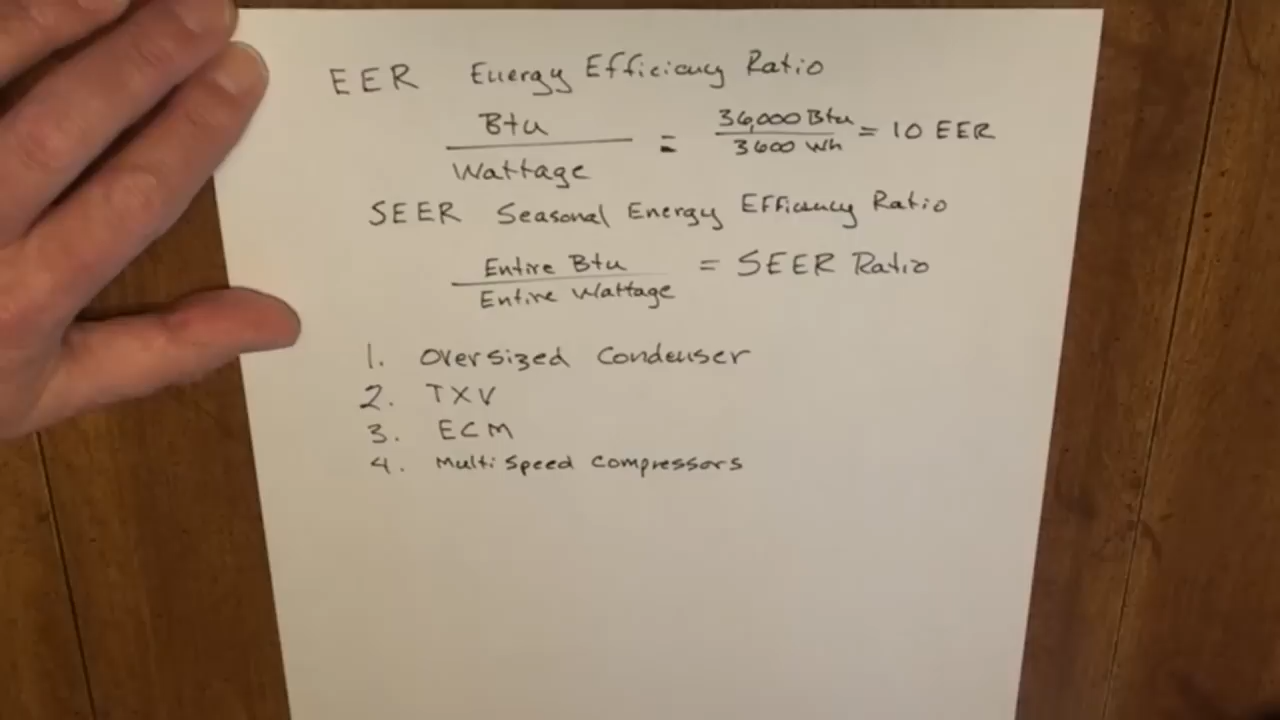 EER Energy Efficiency Ratio
Btu / Wattage = 36,000 Btu / 3600 Wh = 10 EER
SEER Seasonal Energy Efficiency Ratio
Entire Btu / Entire Wattage = SEER Ratio
1. Oversized Condenser
2. TXV
3. ECM
4. Multi Speed Compressors